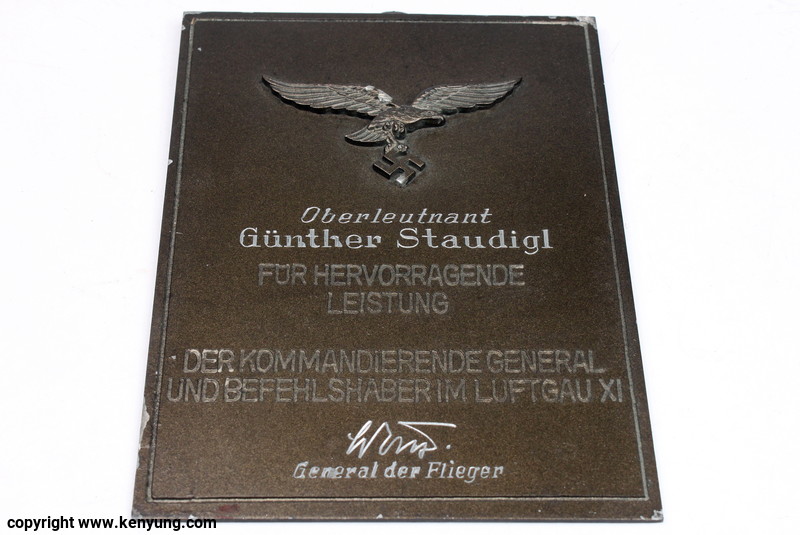 Oberleutnant
Günther Staudigl
FÜR HERVORRAGENDE
LEISTUNG
DER KOMMANDIERENDE GENERAL
UND BEFEHLSHABER IM LUFTGAU XI
General der Flieger
copyright www.kenyung.com